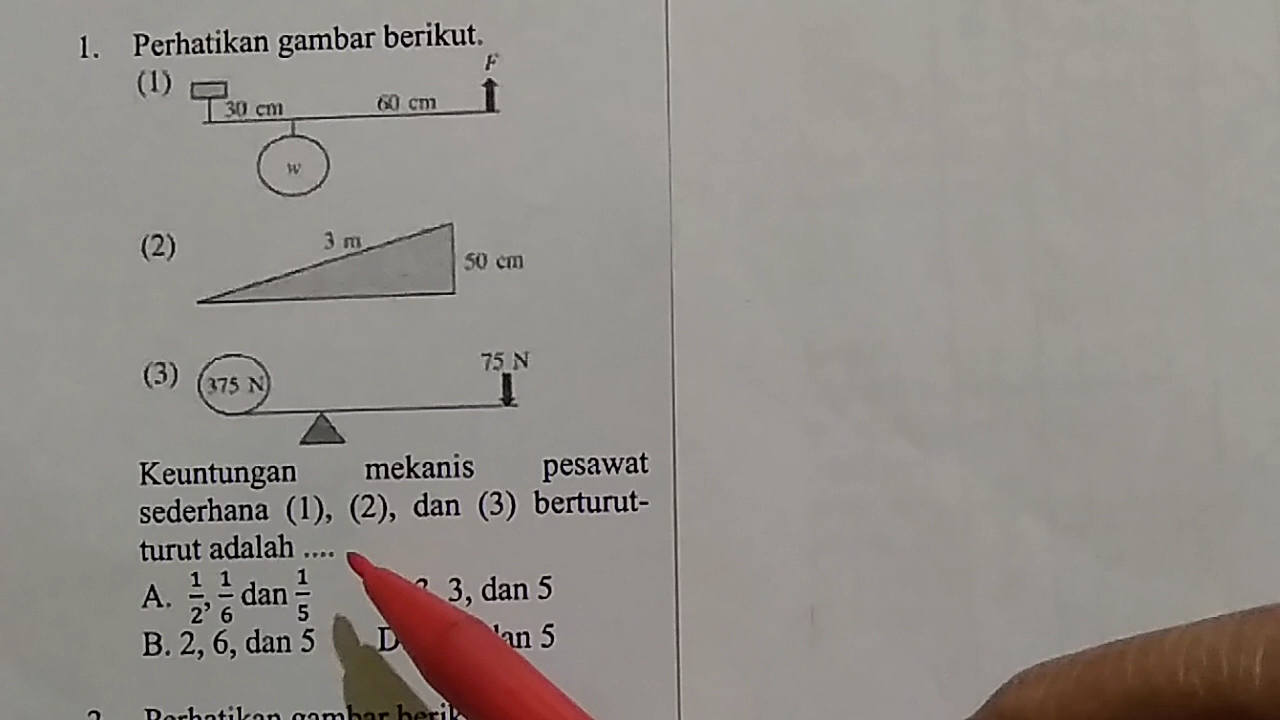 1. Perhatikan gambar berikut.
(1)
F
30 cm
60 cm
w
(2)
3 m
50 cm
(3)
375 N
75 N
Keuntungan mekanis pesawat
sederhana (1), (2), dan (3) berturut-
turut adalah ....
A. 1/2, 1/6 dan 1/5
3, dan 5
B. 2, 6, dan 5
D
dan 5
Perhatikan gambar